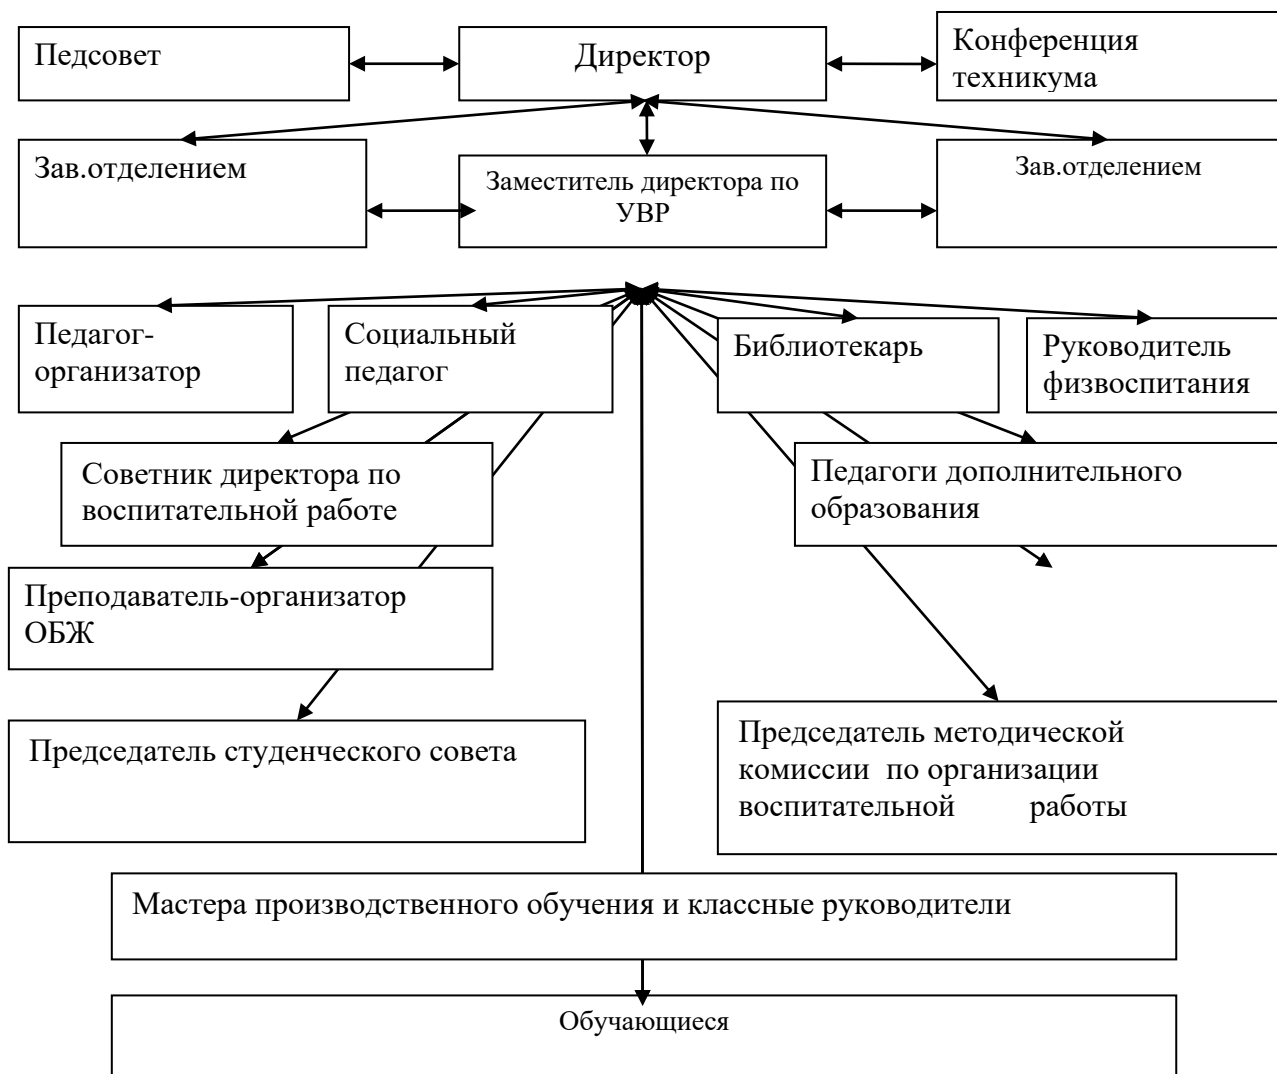 Педсовет
Директор
Конференция
техникума
Зав.отделением
Заместитель директора по
УВР
Зав.отделением
Педагог-
организатор
Социальный
педагог
Библиотекарь
Руководитель
физвоспитания
Советник директора по
воспитательной работе
Педагоги дополнительного
образования
Преподаватель-организатор
ОБЖ
Председатель студенческого совета
Председатель методической
комиссии по организации
воспитательной работы
Мастера производственного обучения и классные руководители
Обучающиеся